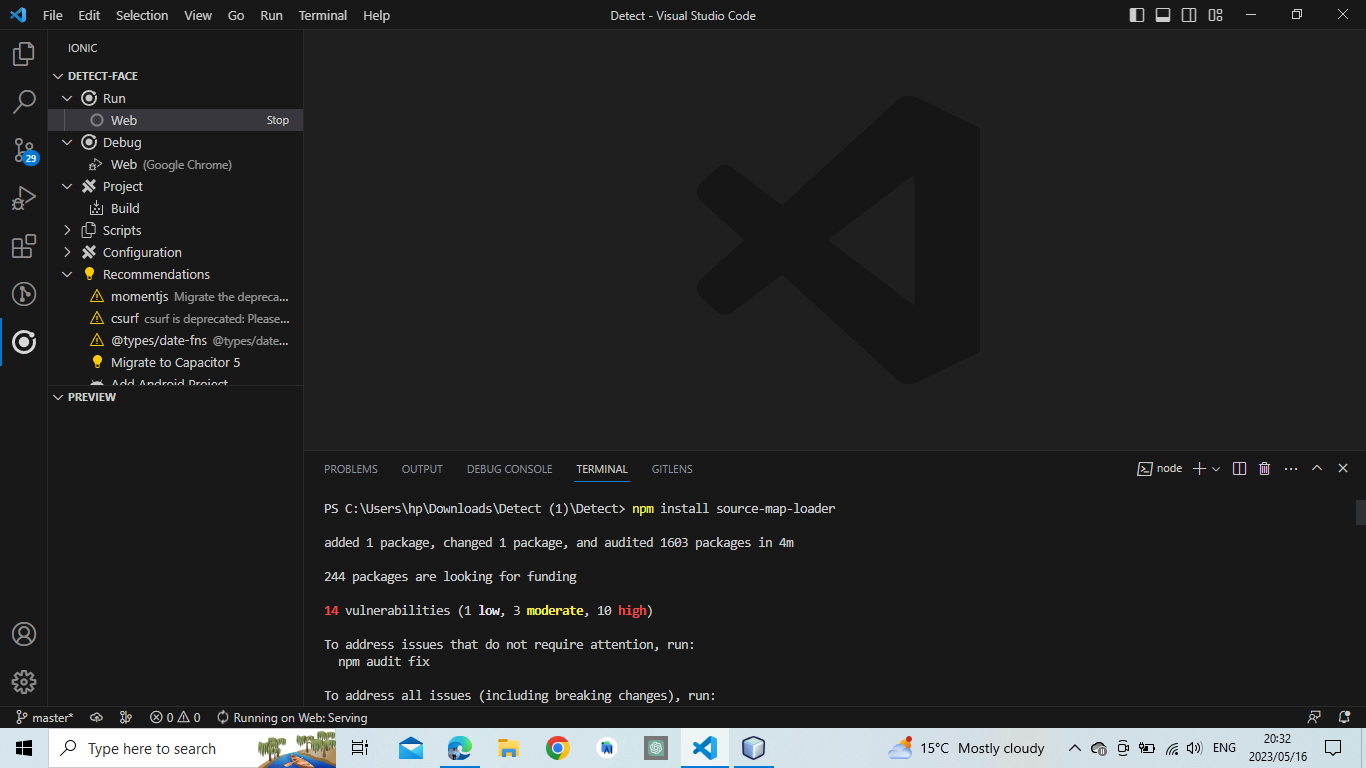 File Edit Selection View Go Run Terminal Help
Detect - Visual Studio Code
IONIC
DETECT-FACE
Run
Web Stop
Debug
Web (Google Chrome)
29
Project
Build
Scripts
Configuration
Recommendations
momentjs Migrate the depreca...
csurf csurf is deprecated: Please...
@types/date-fns @types/date...
Migrate to Capacitor 5
Add Android Project
PREVIEW
PROBLEMS OUTPUT DEBUG CONSOLE TERMINAL GITLENS
node
PS C:\Users\hp\Downloads\Detect (1)\Detect> npm install source-map-loader
added 1 package, changed 1 package, and audited 1603 packages in 4m
244 packages are looking for funding
14 vulnerabilities (1 low, 3 moderate, 10 high)
To address issues that do not require attention, run:
npm audit fix
To address all issues (including breaking changes), run:
master* 0 0 Running on Web: Serving
Type here to search
15°C Mostly cloudy
ENG
20:32
2023/05/16